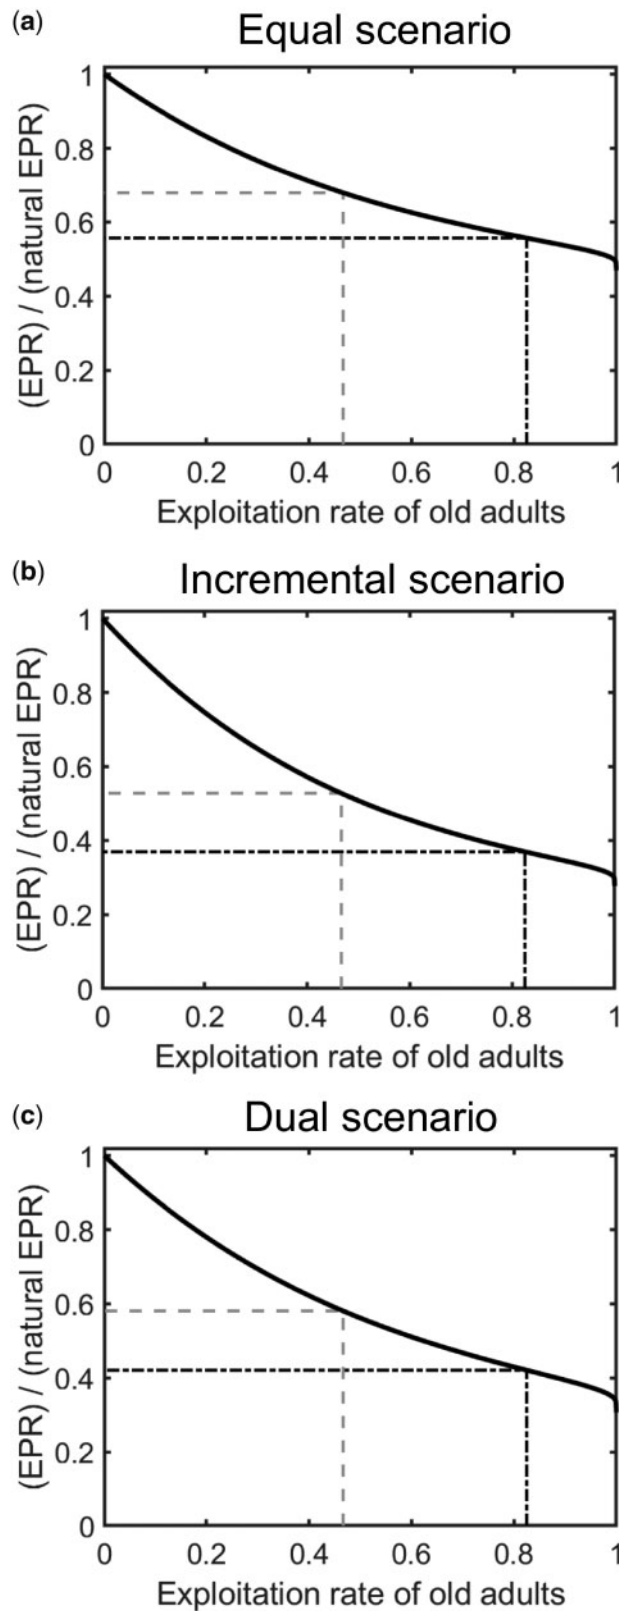 (a)
Equal scenario
1
0.8
0.6
0.4
0.2
0
(EPR) / (natural EPR)
0 0.2 0.4 0.6 0.8 1
Exploitation rate of old adults
(b)
Incremental scenario
1
0.8
0.6
0.4
0.2
0
(EPR) / (natural EPR)
0 0.2 0.4 0.6 0.8 1
Exploitation rate of old adults
(c)
Dual scenario
1
0.8
0.6
0.4
0.2
0
(EPR) / (natural EPR)
0 0.2 0.4 0.6 0.8 1
Exploitation rate of old adults